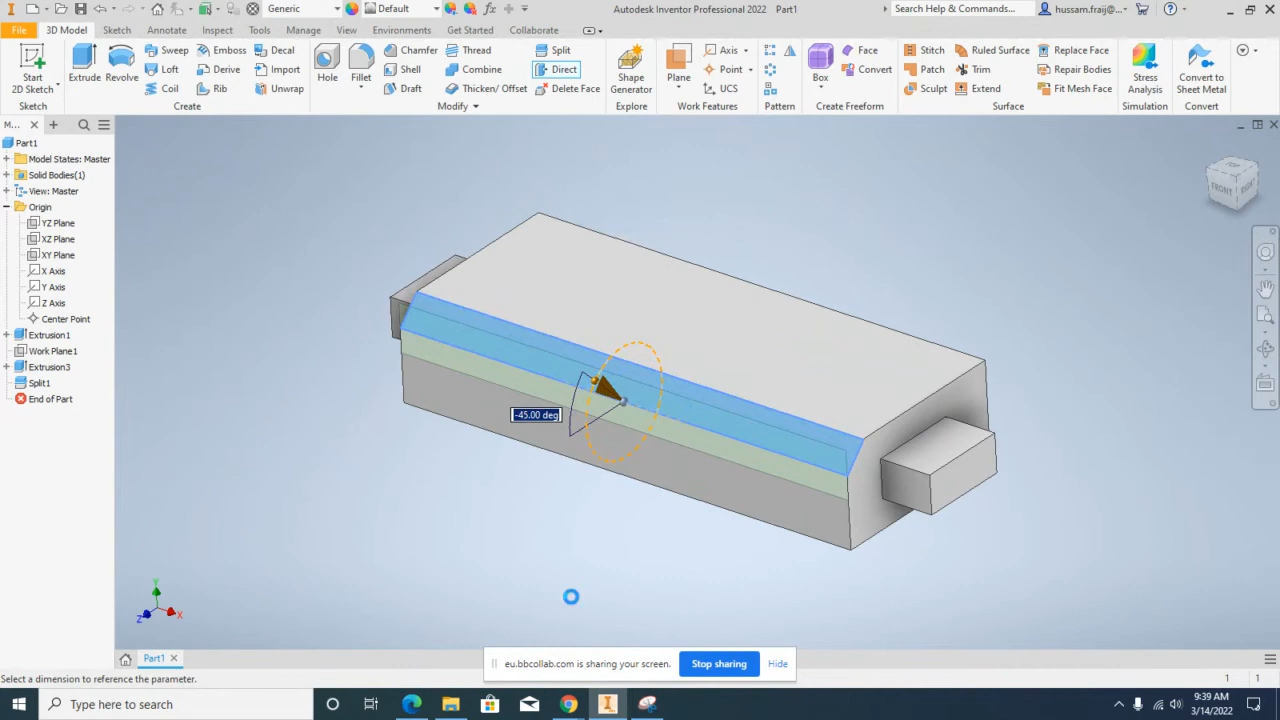 Generic
Default
Autodesk Inventor Professional 2022 Part1
Search Help & Commands...
hussam.fraij@...
File
3D Model
Sketch
Annotate
Inspect
Tools
Manage
View
Environments
Get Started
Collaborate
Start
2D Sketch
Sketch
Extrude
Revolve
Sweep
Emboss
Decal
Loft
Derive
Import
Coil
Rib
Unwrap
Create
Hole
Fillet
Chamfer
Thread
Split
Shell
Combine
Direct
Draft
Thicken/ Offset
Delete Face
Modify
Shape
Generator
Explore
Plane
Axis
Point
UCS
Work Features
Pattern
Box
Face
Convert
Create Freeform
Stitch
Ruled Surface
Replace Face
Patch
Trim
Repair Bodies
Sculpt
Extend
Fit Mesh Face
Surface
Stress
Analysis
Simulation
Convert to
Sheet Metal
Convert
M...
Part1
Model States: Master
Solid Bodies(1)
View: Master
Origin
YZ Plane
XZ Plane
XY Plane
X Axis
Y Axis
Z Axis
Center Point
Extrusion1
Work Plane1
Extrusion3
Split1
End of Part
TOP
FRONT
RIGHT
-45.00 deg
Y
Z
X
Part1
eu.bbcollab.com is sharing your screen.
Stop sharing
Hide
Select a dimension to reference the parameter.
1
1
Type here to search
9:39 AM
3/14/2022